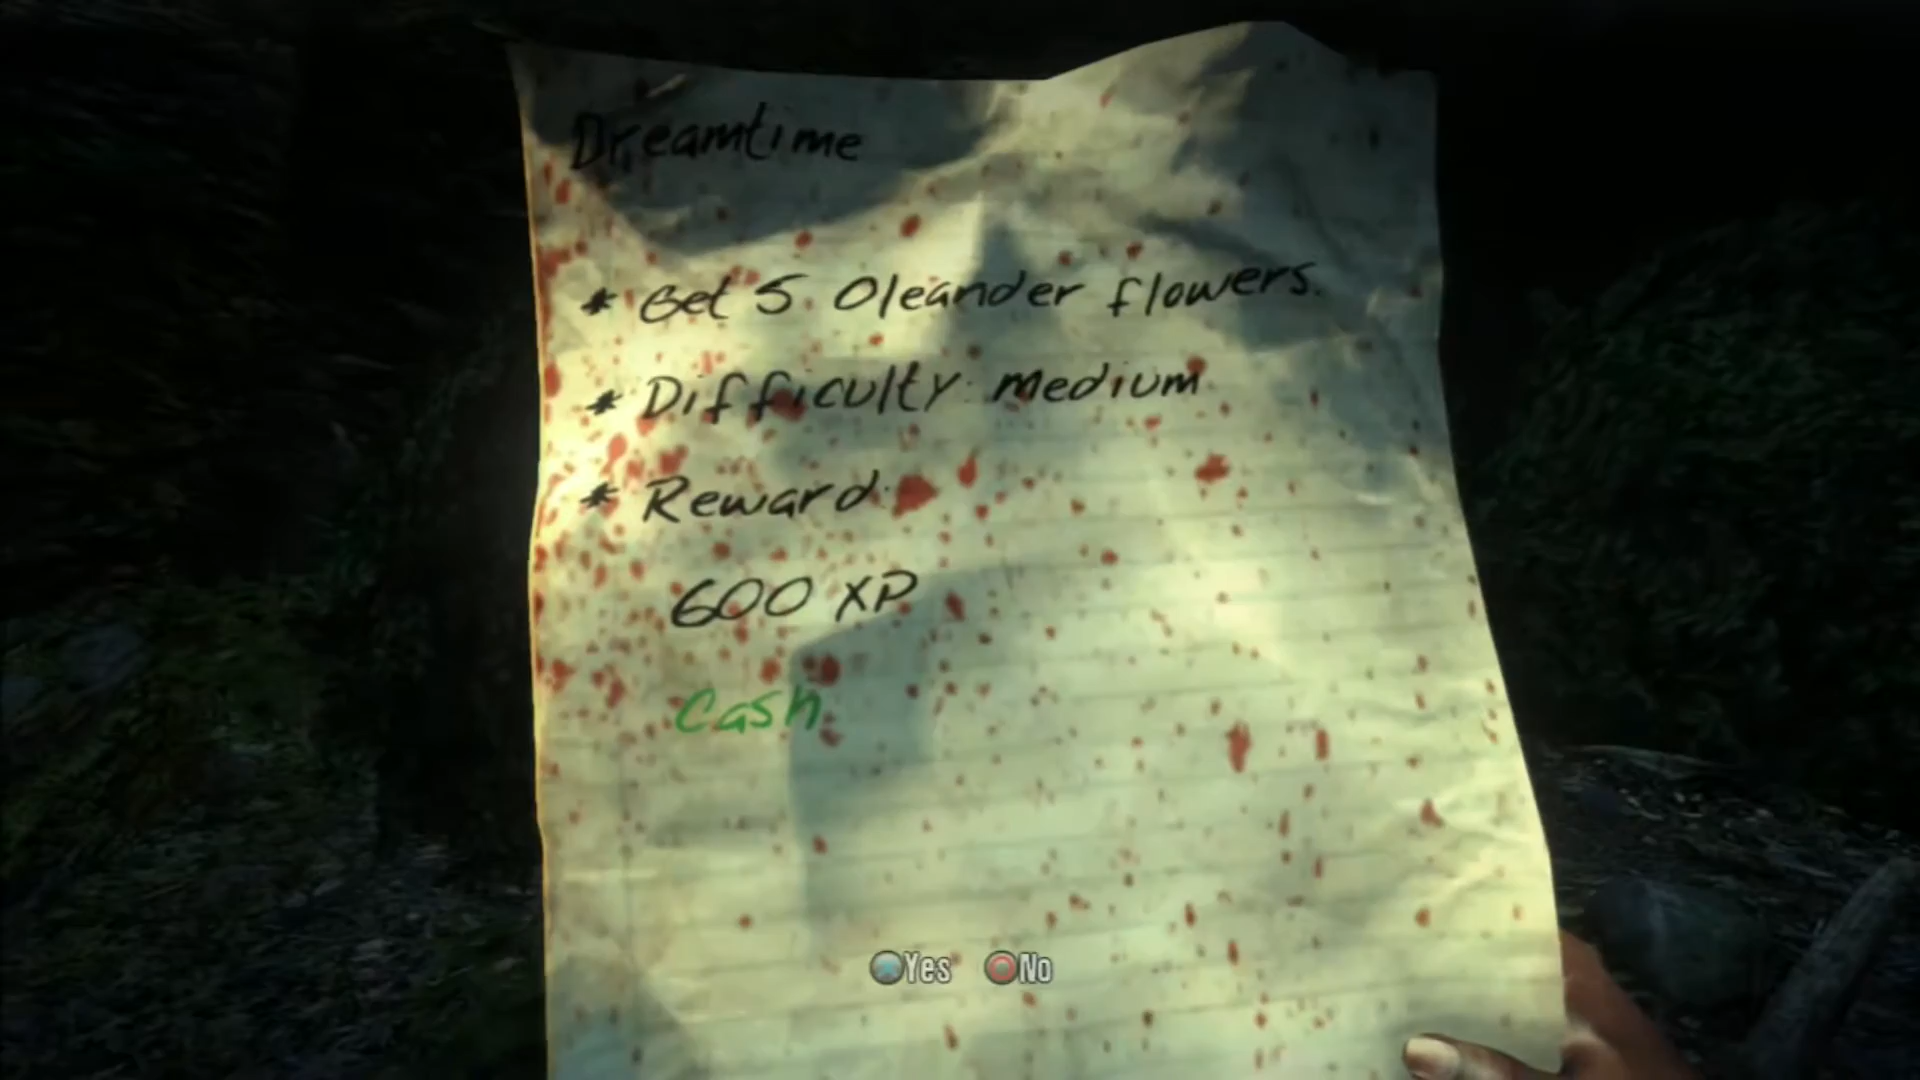 Dreamtime
* Get 5 Oleander flowers.
* Difficulty: medium
* Reward:
600 XP
Cash
Yes No